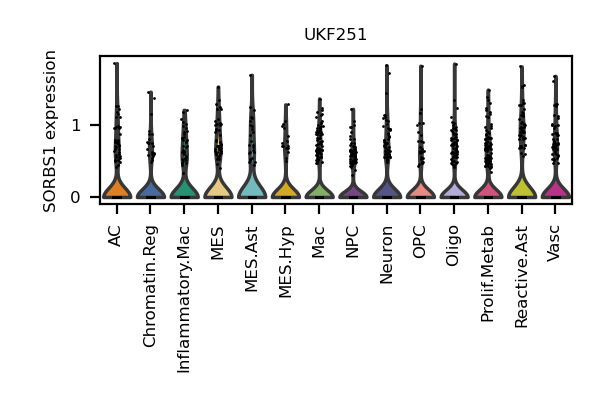 UKF251
SORBS1 expression
1
0
AC
Chromatin.Reg
Inflammatory.Mac
MES
MES.Ast
MES.Hyp
Mac
NPC
Neuron
OPC
Oligo
Prolif.Metab
Reactive.Ast
Vasc